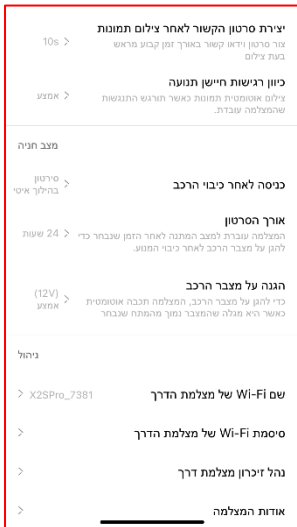 יצירת סרטון הקשור לאחר צילום תמונות
צור סרטון וידאו קשור באורך זמן קבוע מראש
בעת צילום
10s
כיוון רגישות חיישן תנועה
צילום אוטומטית תמונות כאשר תורגש התנגשות
שהמצלמה עובדת.
אמצע
מצב חניה
כניסה לאחר כיבוי הרכב
סירטון
בהילוך איטי
אורך הסרטון
המצלמה עוברת למצב המתנה לאחר הזמן שנבחר כדי
להגן על מצבר הרכב לאחר כיבוי המנוע.
24 שעות
הגנה על מצבר הרכב
כדי להגן על מצבר הרכב, המצלמה תכבה אוטומטית
כאשר היא מגלה שהמצבר נמוך מהמתח שנבחר
(12V)
אמצע
ניהול
שם Wi-Fi של מצלמת הדרך
X2SPro_7381
סיסמת Wi-Fi של מצלמת הדרך
נהל זיכרון מצלמת דרך
אודות המצלמה